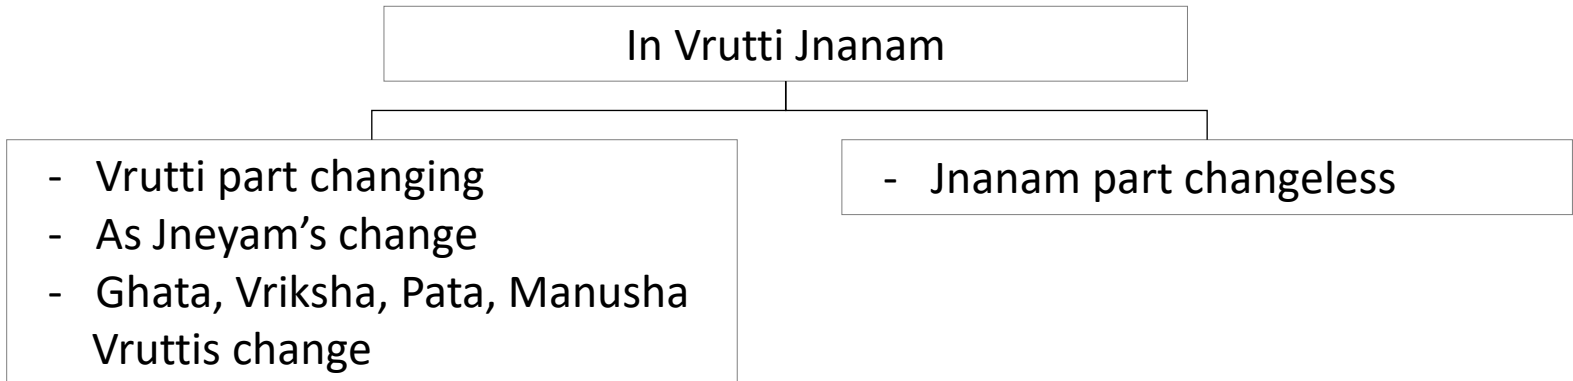 In Vrutti Jnanam
- Vrutti part changing
- As Jneyam’s change
- Ghata, Vriksha, Pata, Manusha
Vruttis change
- Jnanam part changeless